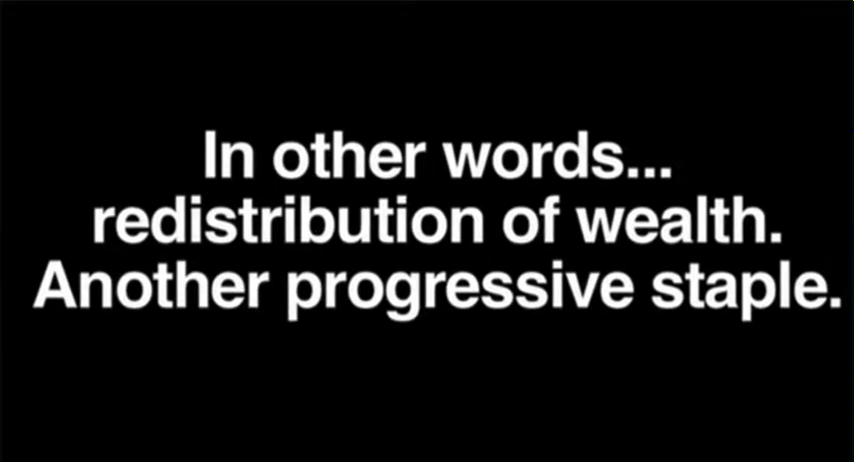 In other words...
redistribution of wealth.
Another progressive staple.